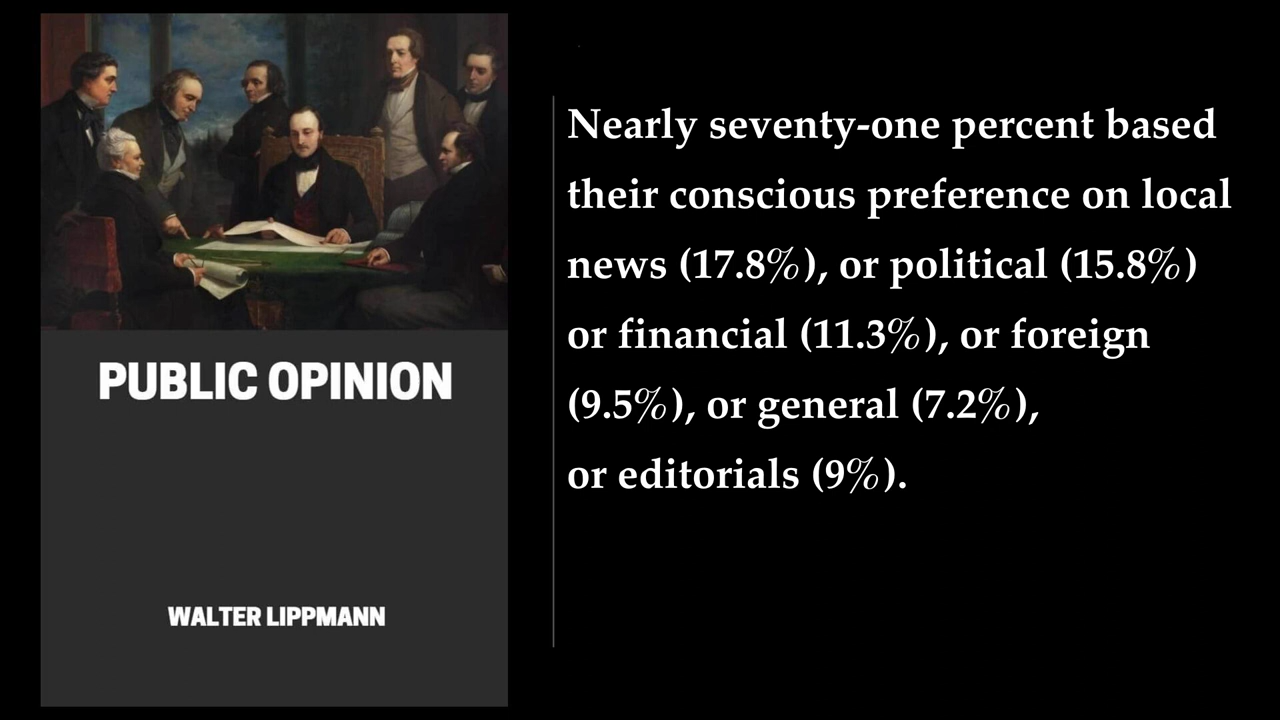 PUBLIC OPINION
WALTER LIPPMANN
Nearly seventy-one percent based
their conscious preference on local
news (17.8%), or political (15.8%)
or financial (11.3%), or foreign
(9.5%), or general (7.2%),
or editorials (9%).